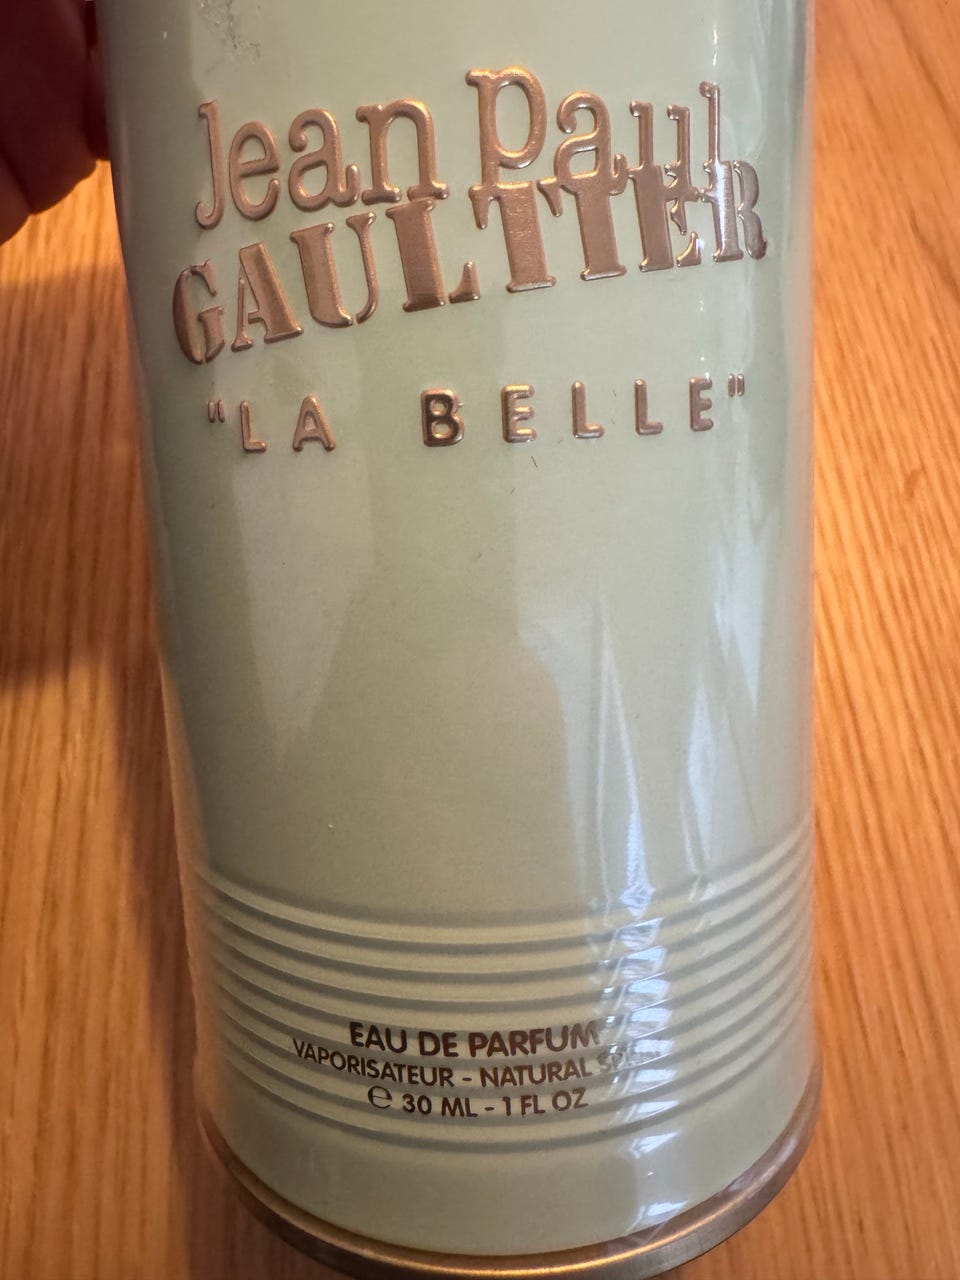 Jean Paul
GAULTIER
"LA BELLE"
EAU DE PARFUM
VAPORISATEUR - NATURAL
℮ 30 ML - 1 FL OZ